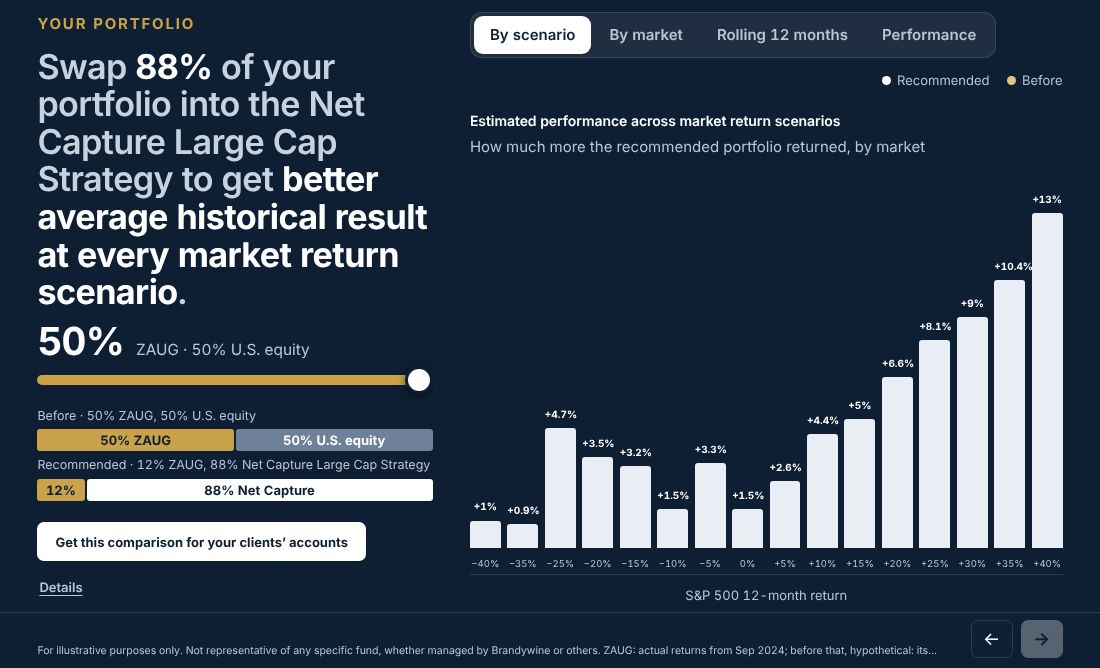 YOUR PORTFOLIO
Swap 88% of your
portfolio into the Net
Capture Large Cap
Strategy to get better
average historical result
at every market return
scenario.
50% ZAUG · 50% U.S. equity
Before · 50% ZAUG, 50% U.S. equity
50% ZAUG 50% U.S. equity
Recommended · 12% ZAUG, 88% Net Capture Large Cap Strategy
12% 88% Net Capture
Get this comparison for your clients’ accounts
Details
By scenario By market Rolling 12 months Performance
Recommended Before
Estimated performance across market return scenarios
How much more the recommended portfolio returned, by market
+1% +0.9% +4.7% +3.5% +3.2% +1.5% +3.3% +1.5% +2.6% +4.4% +5% +6.6% +8.1% +9% +10.4% +13%
−40% −35% −25% −20% −15% −10% −5% 0% +5% +10% +15% +20% +25% +30% +35% +40%
S&P 500 12-month return
For illustrative purposes only. Not representative of any specific fund, whether managed by Brandywine or others. ZAUG: actual returns from Sep 2024; before that, hypothetical: its...
← →